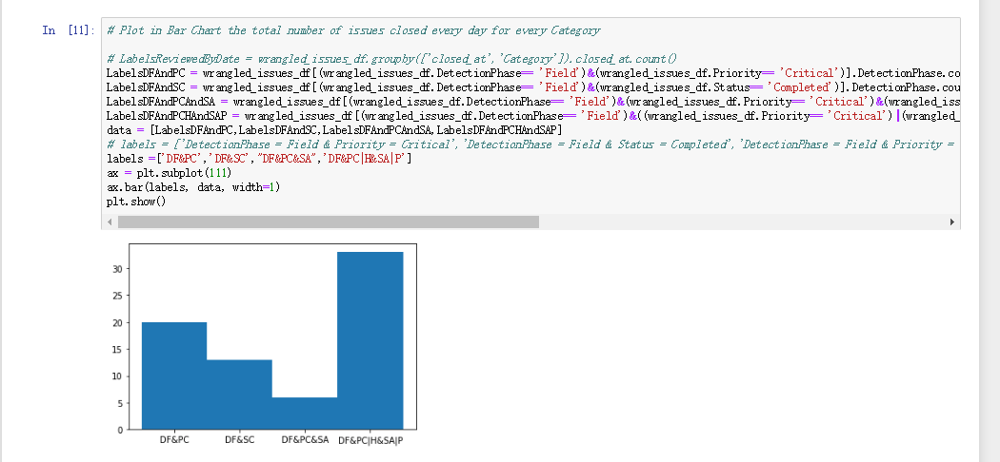 In [11]:
# Plot in Bar Chart the total number of issues closed every day for every Category
# LabelsReviewedByDate = wrangled_issues_df.groupby(['closed_at','Category']).closed_at.count()
LabelsDFAndPC = wrangled_issues_df[(wrangled_issues_df.DetectionPhase== 'Field')&(wrangled_issues_df.Priority== 'Critical')].DetectionPhase.co
LabelsDFAndSC = wrangled_issues_df[(wrangled_issues_df.DetectionPhase== 'Field')&(wrangled_issues_df.Status== 'Completed')].DetectionPhase.cou
LabelsDFAndPCAndSA = wrangled_issues_df[(wrangled_issues_df.DetectionPhase== 'Field')&(wrangled_issues_df.Priority== 'Critical')&(wrangled_iss
LabelsDFAndPCHAndSAP = wrangled_issues_df[(wrangled_issues_df.DetectionPhase== 'Field')&((wrangled_issues_df.Priority== 'Critical')|(wrangled_
data = [LabelsDFAndPC,LabelsDFAndSC,LabelsDFAndPCAndSA,LabelsDFAndPCHAndSAP]
# labels = ['DetectionPhase = Field & Priority = Critical','DetectionPhase = Field & Status = Completed','DetectionPhase = Field & Priority =
labels =['DF&PC','DF&SC',"DF&PC&SA",'DF&PC|H&SA|P']
ax = plt.subplot(111)
ax.bar(labels, data, width=1)
plt.show()
30
25
20
15
10
5
0
DF&PC DF&SC DF&PC&SA DF&PC|H&SA|P